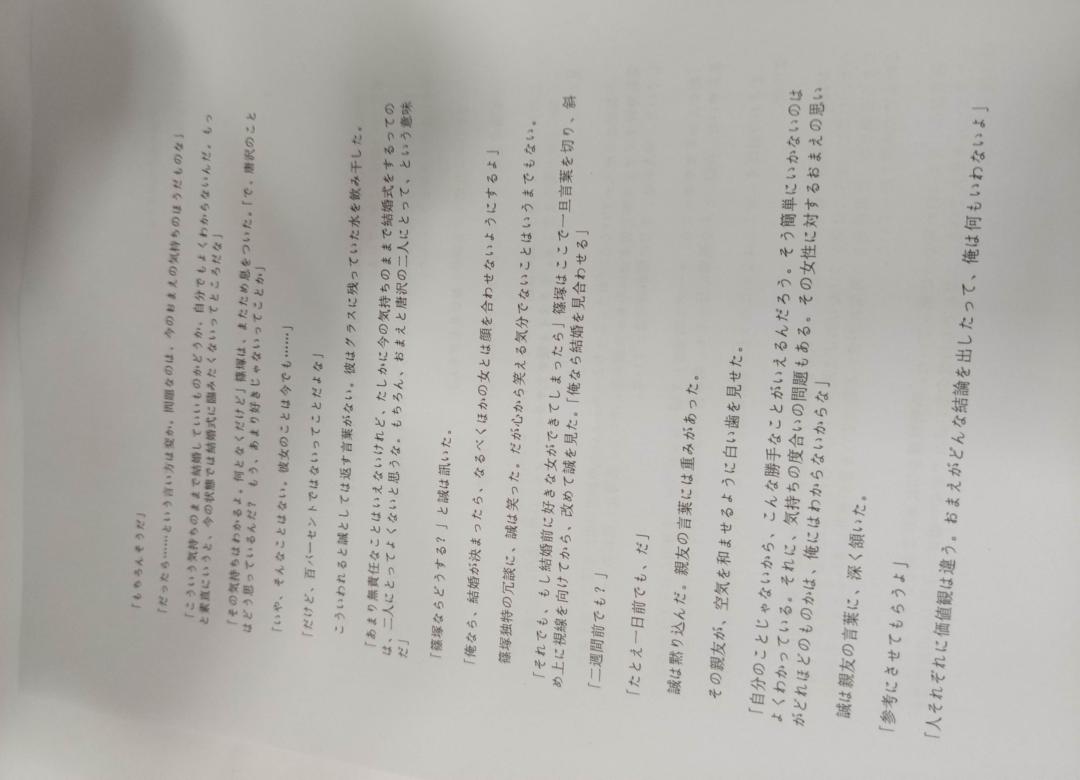 「もちろんそうだ」
「だったら……という言い方は変か。問題なのは、今のおまえの気持ちのほうだものな」
「こういう気持ちのままで結婚していいものかどうか、自分でもよくわからないんだ。もっ
と素直にいうと、今の状態では結婚式に臨みたくないってところだな」
「その気持ちはわかるよ。何となくだけど」篠塚は、またため息をついた。「で、唐沢のこと
はどう思っているんだ？もう、あまり好きじゃないってことか」
「いや、そんなことはない。彼女のことは今でも……」
「だけど、百パーセントではないってことだよな」
こういわれると誠としては返す言葉がない。彼はグラスに残っていた水を飲み干した。
「あまり無責任なことはいえないけれど、たしかに今の気持ちのままで結婚式をするっての
は、二人にとってよくないと思うな。もちろん、おまえと唐沢の二人にとって、という意味
だ」
「篠塚ならどうする？」と誠は訊いた。
「俺なら、結婚が決まったら、なるべくほかの女とは顔を合わせないようにするよ」
篠塚独特の冗談に、誠は笑った。だが心から笑える気分でないことはいうまでもない。
「それでも、もし結婚前に好きな女ができてしまったら」篠塚はここで一旦言葉を切り、斜
め上に視線を向けてから、改めて誠を見た。「俺なら結婚を見合わせる」
「二週間前でも？」
「たとえ一日前でも、だ」
誠は黙り込んだ。親友の言葉には重みがあった。
その親友が、空気を和ませるように白い歯を見せた。
「自分のことじゃないから、こんな勝手なことがいえるんだろう。そう簡単にいかないのは
よくわかっている。それに、気持ちの度合いの問題もある。その女性に対するおまえの思い
がどれほどのものかは、俺にはわからないからな」
誠は親友の言葉に、深く頷いた。
「参考にさせてもらうよ」
「人それぞれに価値観は違う。おまえがどんな結論を出したって、俺は何もいわないよ」